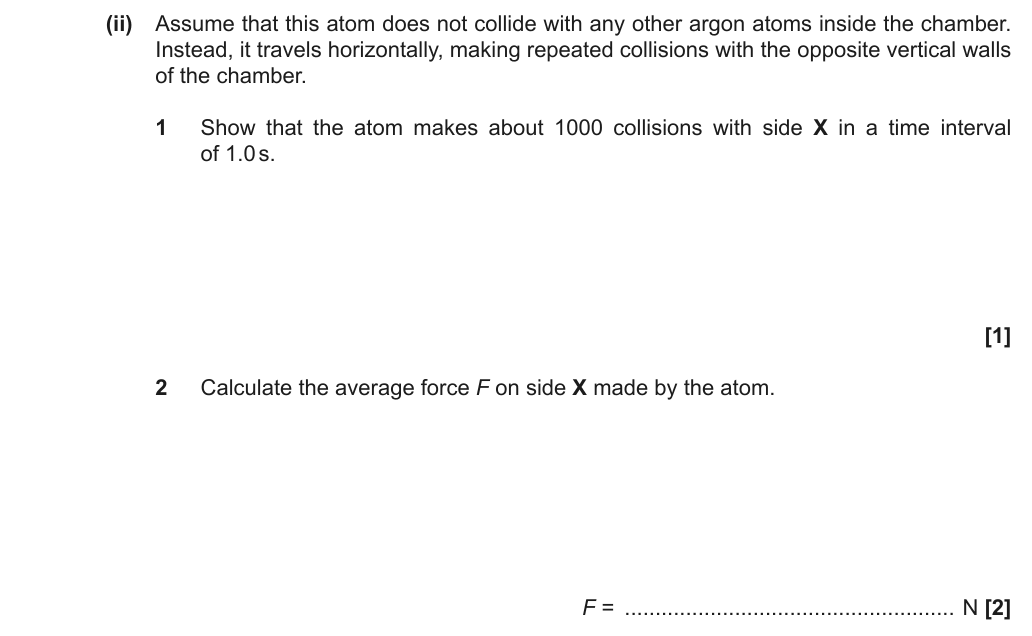 (ii) Assume that this atom does not collide with any other argon atoms inside the chamber.
Instead, it travels horizontally, making repeated collisions with the opposite vertical walls
of the chamber.
1 Show that the atom makes about 1000 collisions with side X in a time interval
of 1.0 s.
[1]
2 Calculate the average force F on side X made by the atom.
F = ...................................................... N [2]